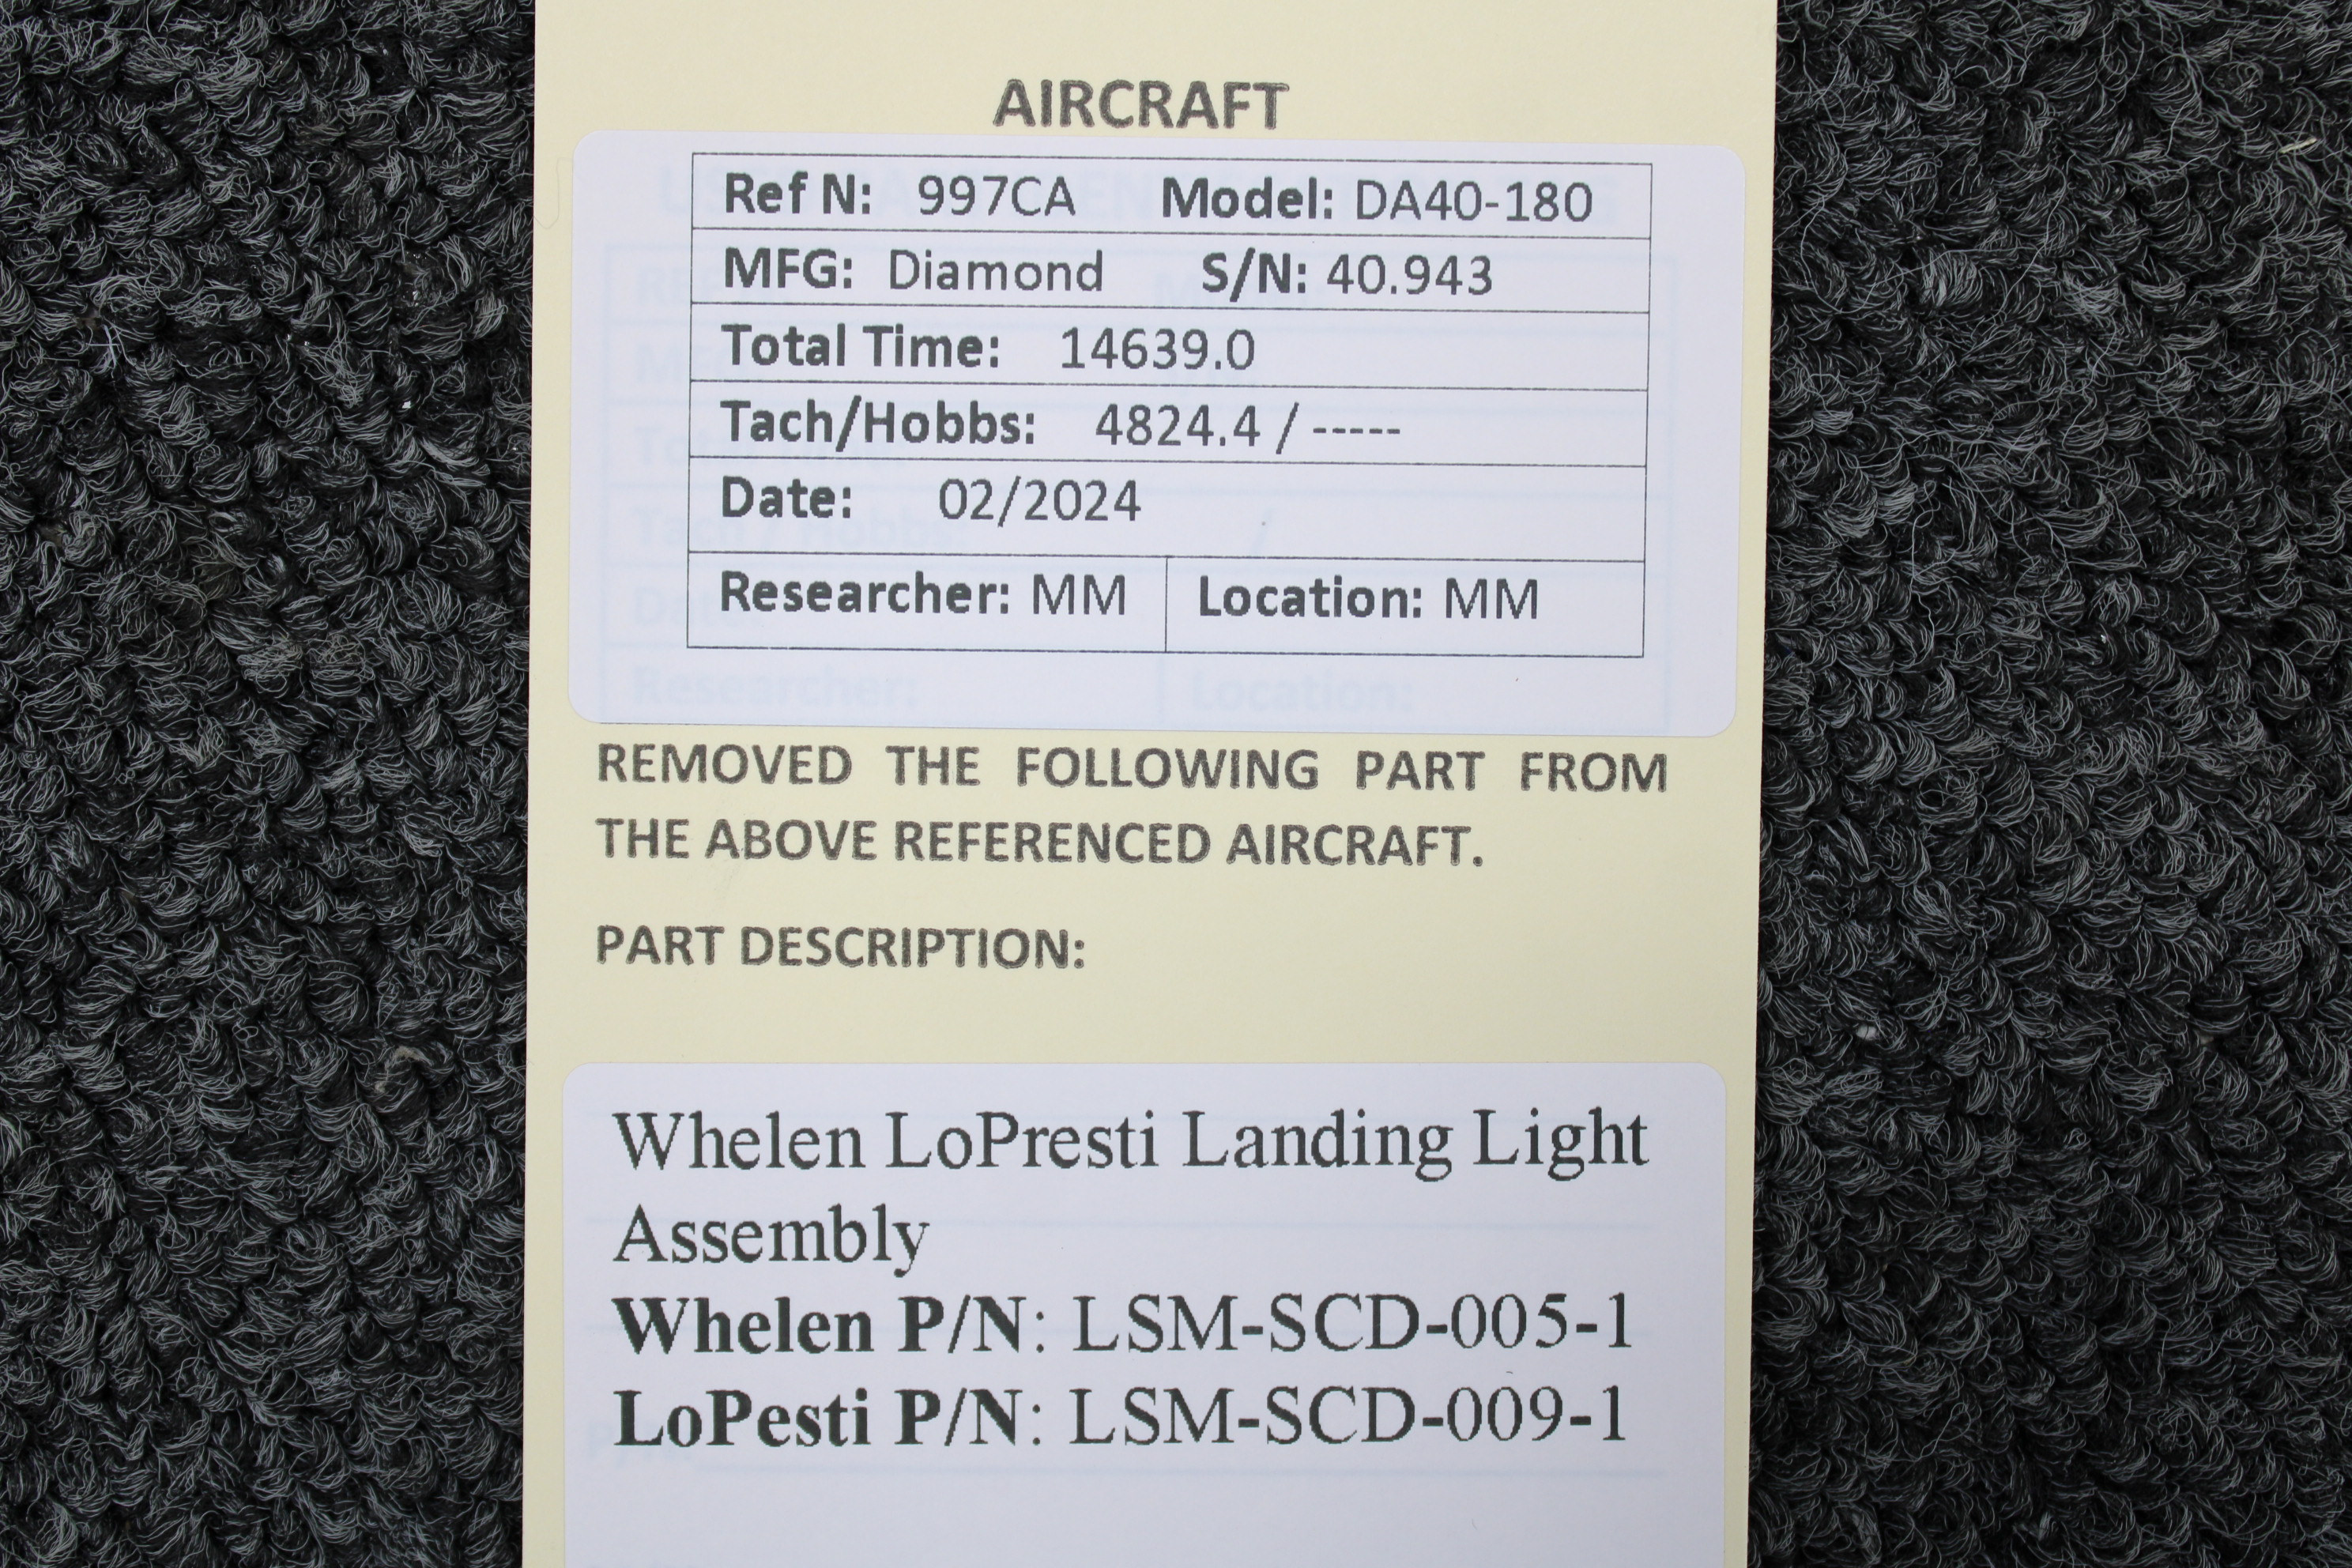 AIRCRAFT
Ref N: 997CA Model: DA40-180
MFG: Diamond S/N: 40.943
Total Time: 14639.0
Tach/Hobbs: 4824.4 / -----
Date: 02/2024
Researcher: MM Location: MM
REMOVED THE FOLLOWING PART FROM
THE ABOVE REFERENCED AIRCRAFT.
PART DESCRIPTION:
Whelen LoPresti Landing Light
Assembly
Whelen P/N: LSM-SCD-005-1
LoPesti P/N: LSM-SCD-009-1